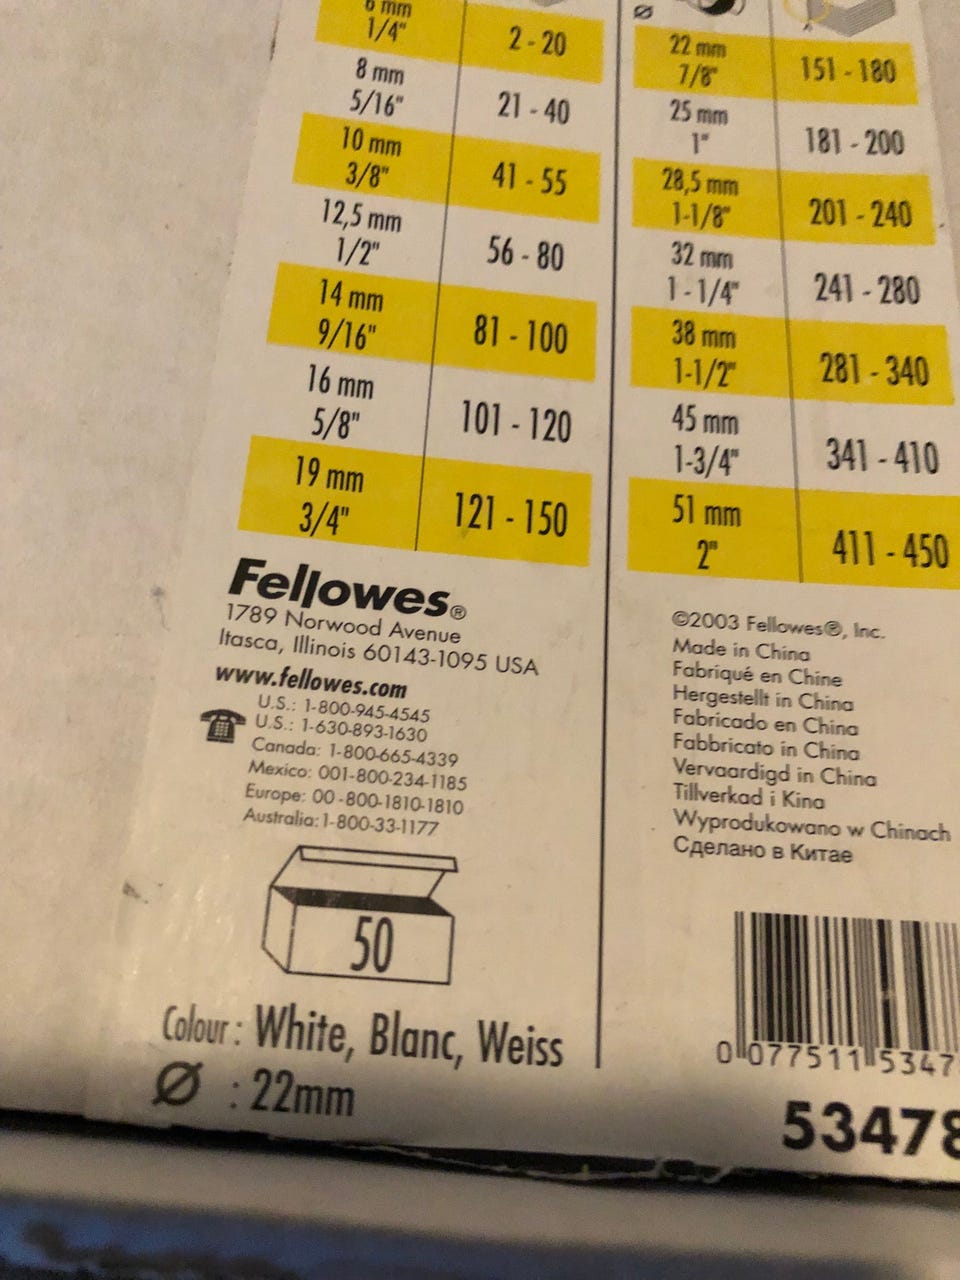 6 mm
1/4"
2 - 20
8 mm
5/16"
21 - 40
10 mm
3/8"
41 - 55
12,5 mm
1/2"
56 - 80
14 mm
9/16"
81 - 100
16 mm
5/8"
101 - 120
19 mm
3/4"
121 - 150
Ø
22 mm
7/8"
151 - 180
25 mm
1"
181 - 200
28,5 mm
1-1/8"
201 - 240
32 mm
1 - 1/4"
241 - 280
38 mm
1-1/2"
281 - 340
45 mm
1-3/4"
341 - 410
51 mm
2"
411 - 450
Fellowes®
1789 Norwood Avenue
Itasca, Illinois 60143-1095 USA
www.fellowes.com
U.S.: 1-800-945-4545
U.S.: 1-630-893-1630
Canada: 1-800-665-4339
Mexico: 001-800-234-1185
Europe: 00-800-1810-1810
Australia: 1-800-33-1177
50
Colour : White, Blanc, Weiss
Ø : 22mm
©2003 Fellowes®, Inc.
Made in China
Fabriqué en Chine
Hergestellt in China
Fabricado en China
Fabbricato in China
Vervaardigd in China
Tillverkad i Kina
Wyprodukowano w Chinach
Сделано в Китае
0 77511 5347
53478